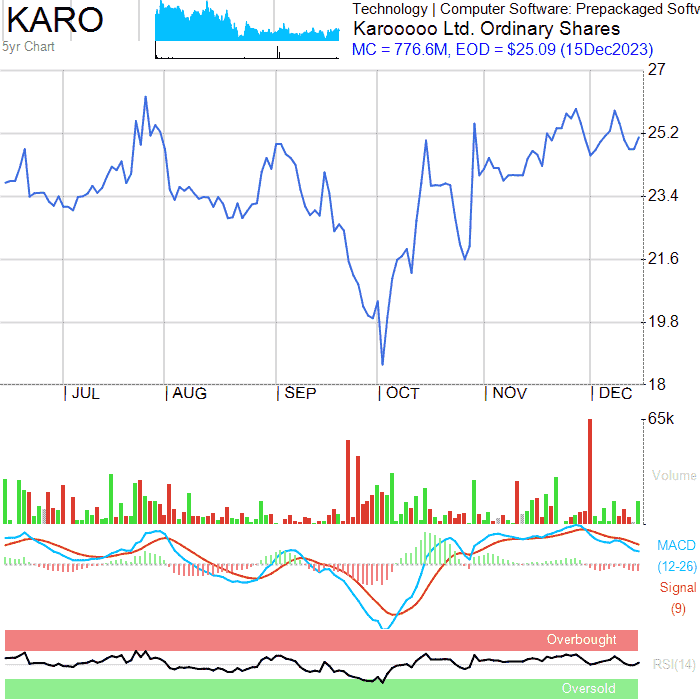 KARO
5yr Chart
Technology | Computer Software: Prepackaged Softw
Karooooo Ltd. Ordinary Shares
MC = 776.6M, EOD = $25.09 (15Dec2023)
27
25.2
23.4
21.6
19.8
18
| JUL | AUG | SEP | OCT | NOV | DEC
65k
Volume
MACD
(12-26)
Signal
(9)
Overbought
RSI(14)
Oversold